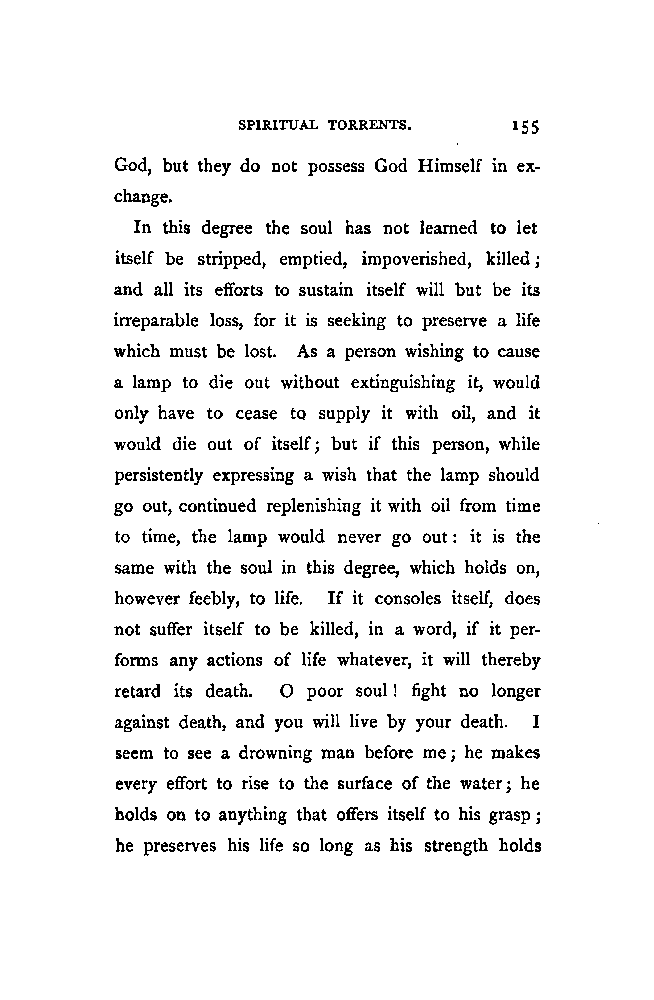 SPIRITUAL TORRENTS. 155
God, but they do not possess God Himself in ex-
change.
In this degree the soul has not learned to let
itself be stripped, emptied, impoverished, killed ;
and all its efforts to sustain itself will but be its
irreparable loss, for it is seeking to preserve a life
which must be lost. As a person wishing to cause
a lamp to die out without extinguishing it, would
only have to cease to supply it with oil, and it
would die out of itself ; but if this person, while
persistently expressing a wish that the lamp should
go out, continued replenishing it with oil from time
to time, the lamp would never go out : it is the
same with the soul in this degree, which holds on,
however feebly, to life. If it consoles itself, does
not suffer itself to be killed, in a word, if it per-
forms any actions of life whatever, it will thereby
retard its death. O poor soul ! fight no longer
against death, and you will live by your death. I
seem to see a drowning man before me ; he makes
every effort to rise to the surface of the water ; he
holds on to anything that offers itself to his grasp ;
he preserves his life so long as his strength holds